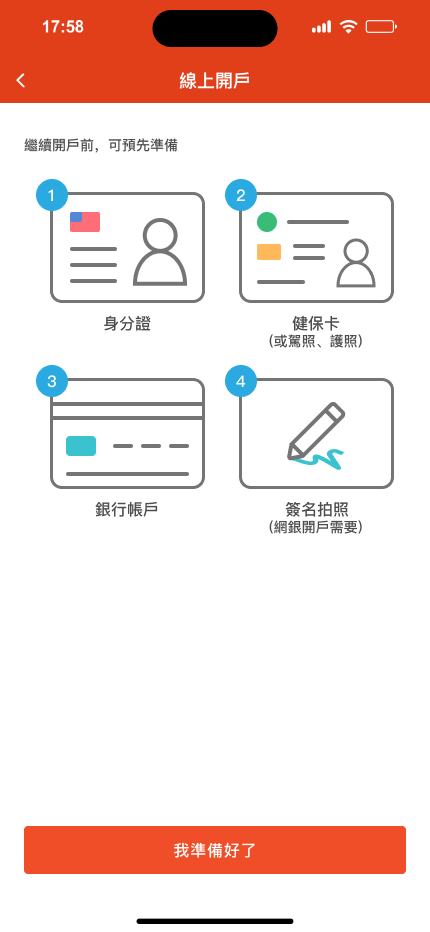 17:58
線上開戶
繼續開戶前，可預先準備
1
2
身分證
健保卡
(或駕照、護照)
3
4
銀行帳戶
簽名拍照
(網銀開戶需要)
我準備好了